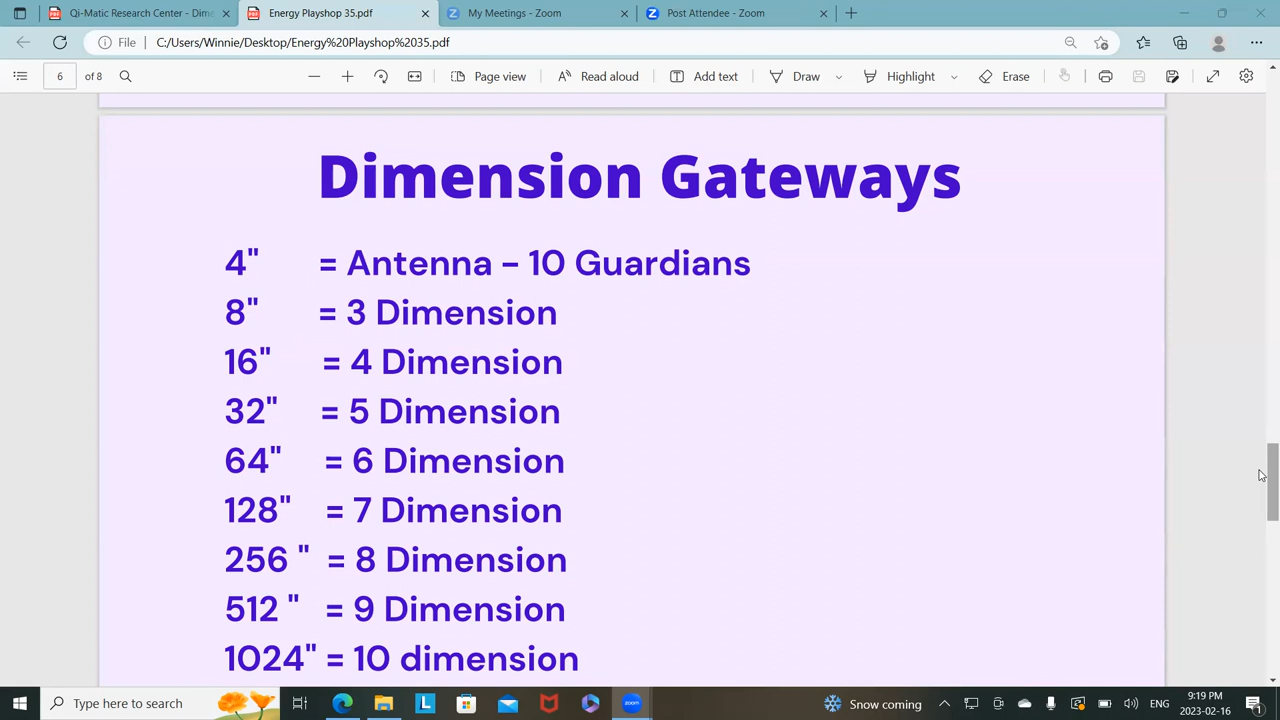 Qi-Matic Research Center - Dime
Energy Playshop 35.pdf
My Meetings - Zoom
Post Attendee - Zoom
File
C:/Users/Winnie/Desktop/Energy%20Playshop%2035.pdf
6 of 8
Page view
Read aloud
Add text
Draw
Highlight
Erase
Dimension Gateways
4" = Antenna – 10 Guardians
8" = 3 Dimension
16" = 4 Dimension
32" = 5 Dimension
64" = 6 Dimension
128" = 7 Dimension
256 " = 8 Dimension
512 " = 9 Dimension
1024" = 10 dimension
Type here to search
L
zoom
Snow coming
ENG
9:19 PM
2023-02-16
1